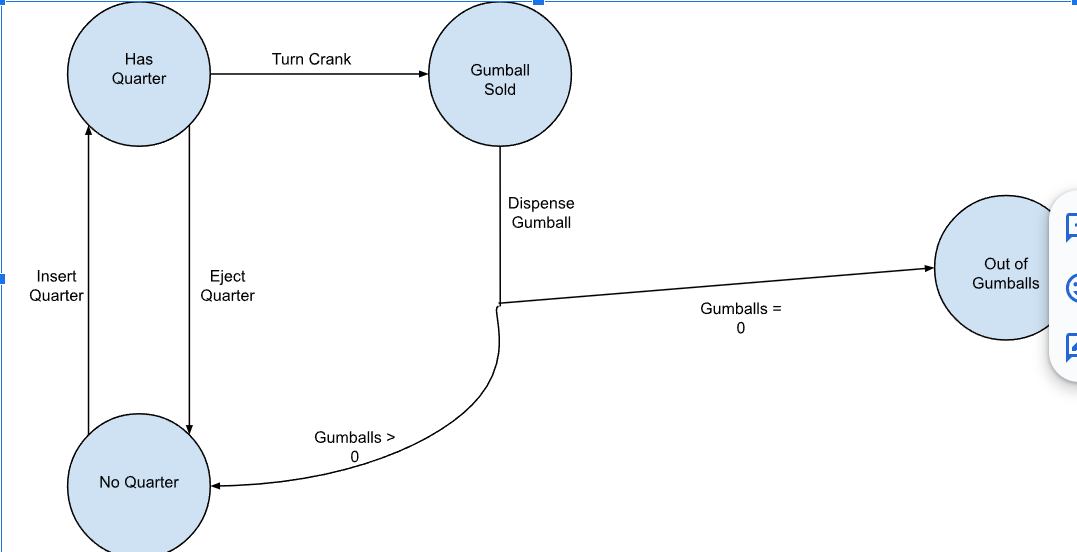 Has
Quarter
Turn Crank
Gumball
Sold
Dispense
Gumball
Insert
Quarter
Eject
Quarter
Out of
Gumballs
Gumballs =
0
Gumballs >
0
No Quarter